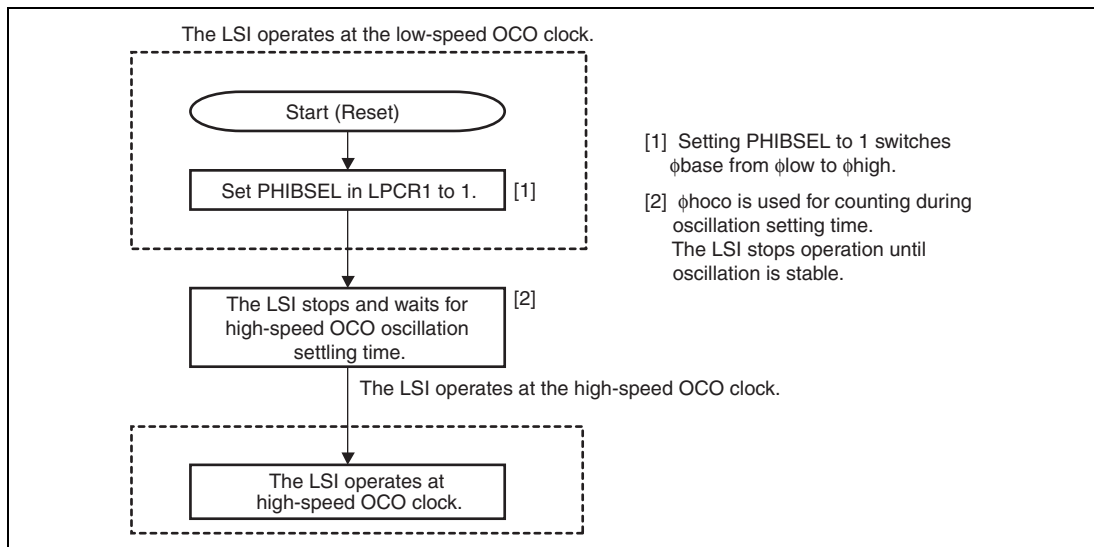 The LSI operates at the low-speed OCO clock.
Start (Reset)
Set PHIBSEL in LPCR1 to 1.
[1]
[1] Setting PHIBSEL to 1 switches
ϕbase from ϕlow to ϕhigh.
[2] ϕhoco is used for counting during
oscillation setting time.
The LSI stops operation until
oscillation is stable.
The LSI stops and waits for
high-speed OCO oscillation
settling time.
[2]
The LSI operates at the high-speed OCO clock.
The LSI operates at
high-speed OCO clock.